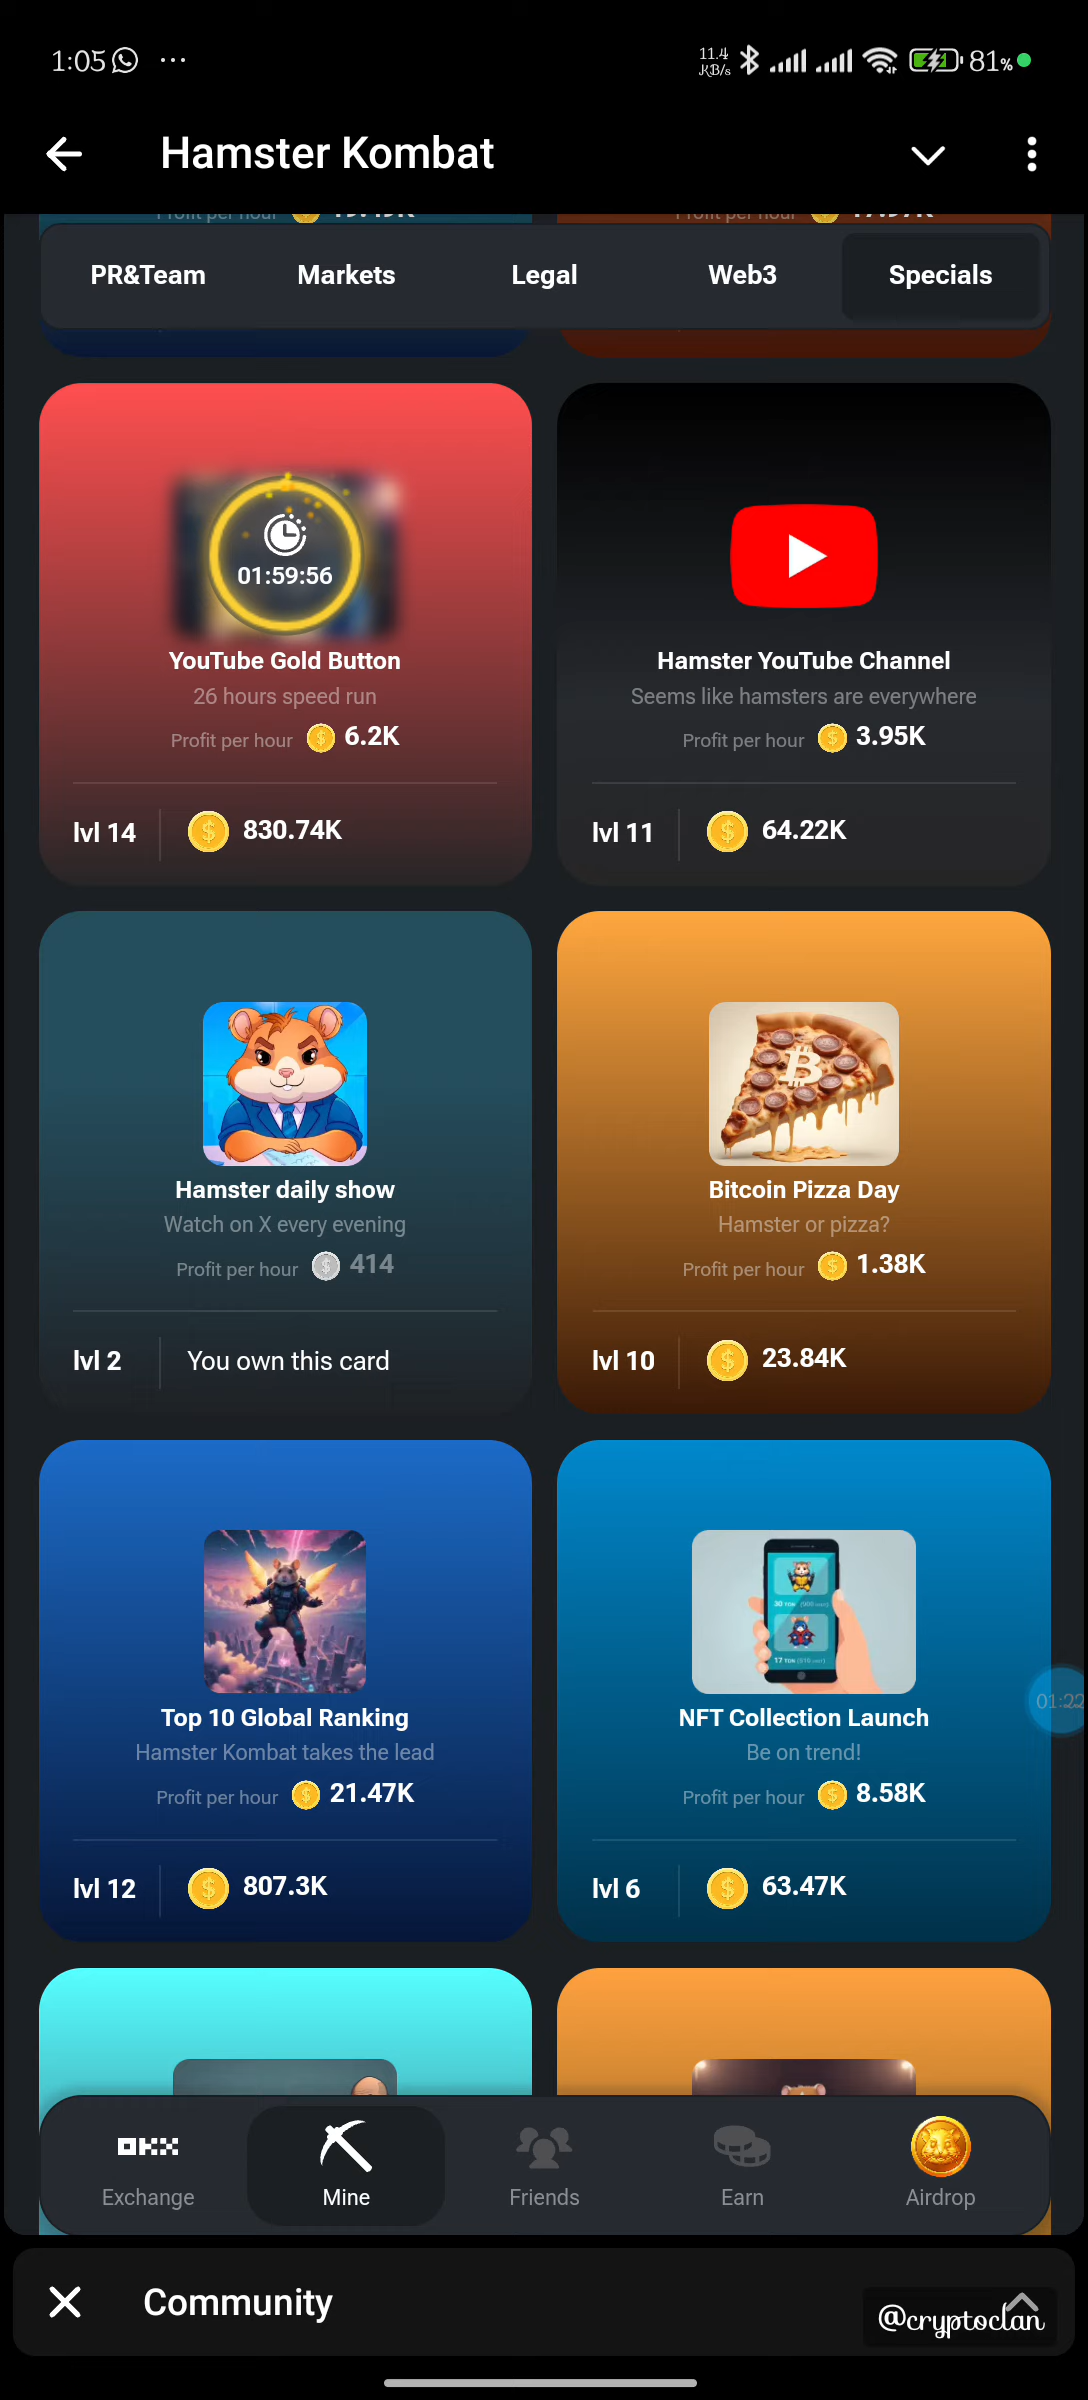 1:05 ... 11.4 KB/s 81%
Hamster Kombat
PR&Team Markets Legal Web3 Specials
01:59:56
YouTube Gold Button
26 hours speed run
Profit per hour 6.2K
lvl 14 830.74K
Hamster YouTube Channel
Seems like hamsters are everywhere
Profit per hour 3.95K
lvl 11 64.22K
Hamster daily show
Watch on X every evening
Profit per hour 414
lvl 2 You own this card
Bitcoin Pizza Day
Hamster or pizza?
Profit per hour 1.38K
lvl 10 23.84K
Top 10 Global Ranking
Hamster Kombat takes the lead
Profit per hour 21.47K
lvl 12 807.3K
NFT Collection Launch
Be on trend!
Profit per hour 8.58K
lvl 6 63.47K
01:22
OKX
Exchange Mine Friends Earn Airdrop
Community
@cryptoclan